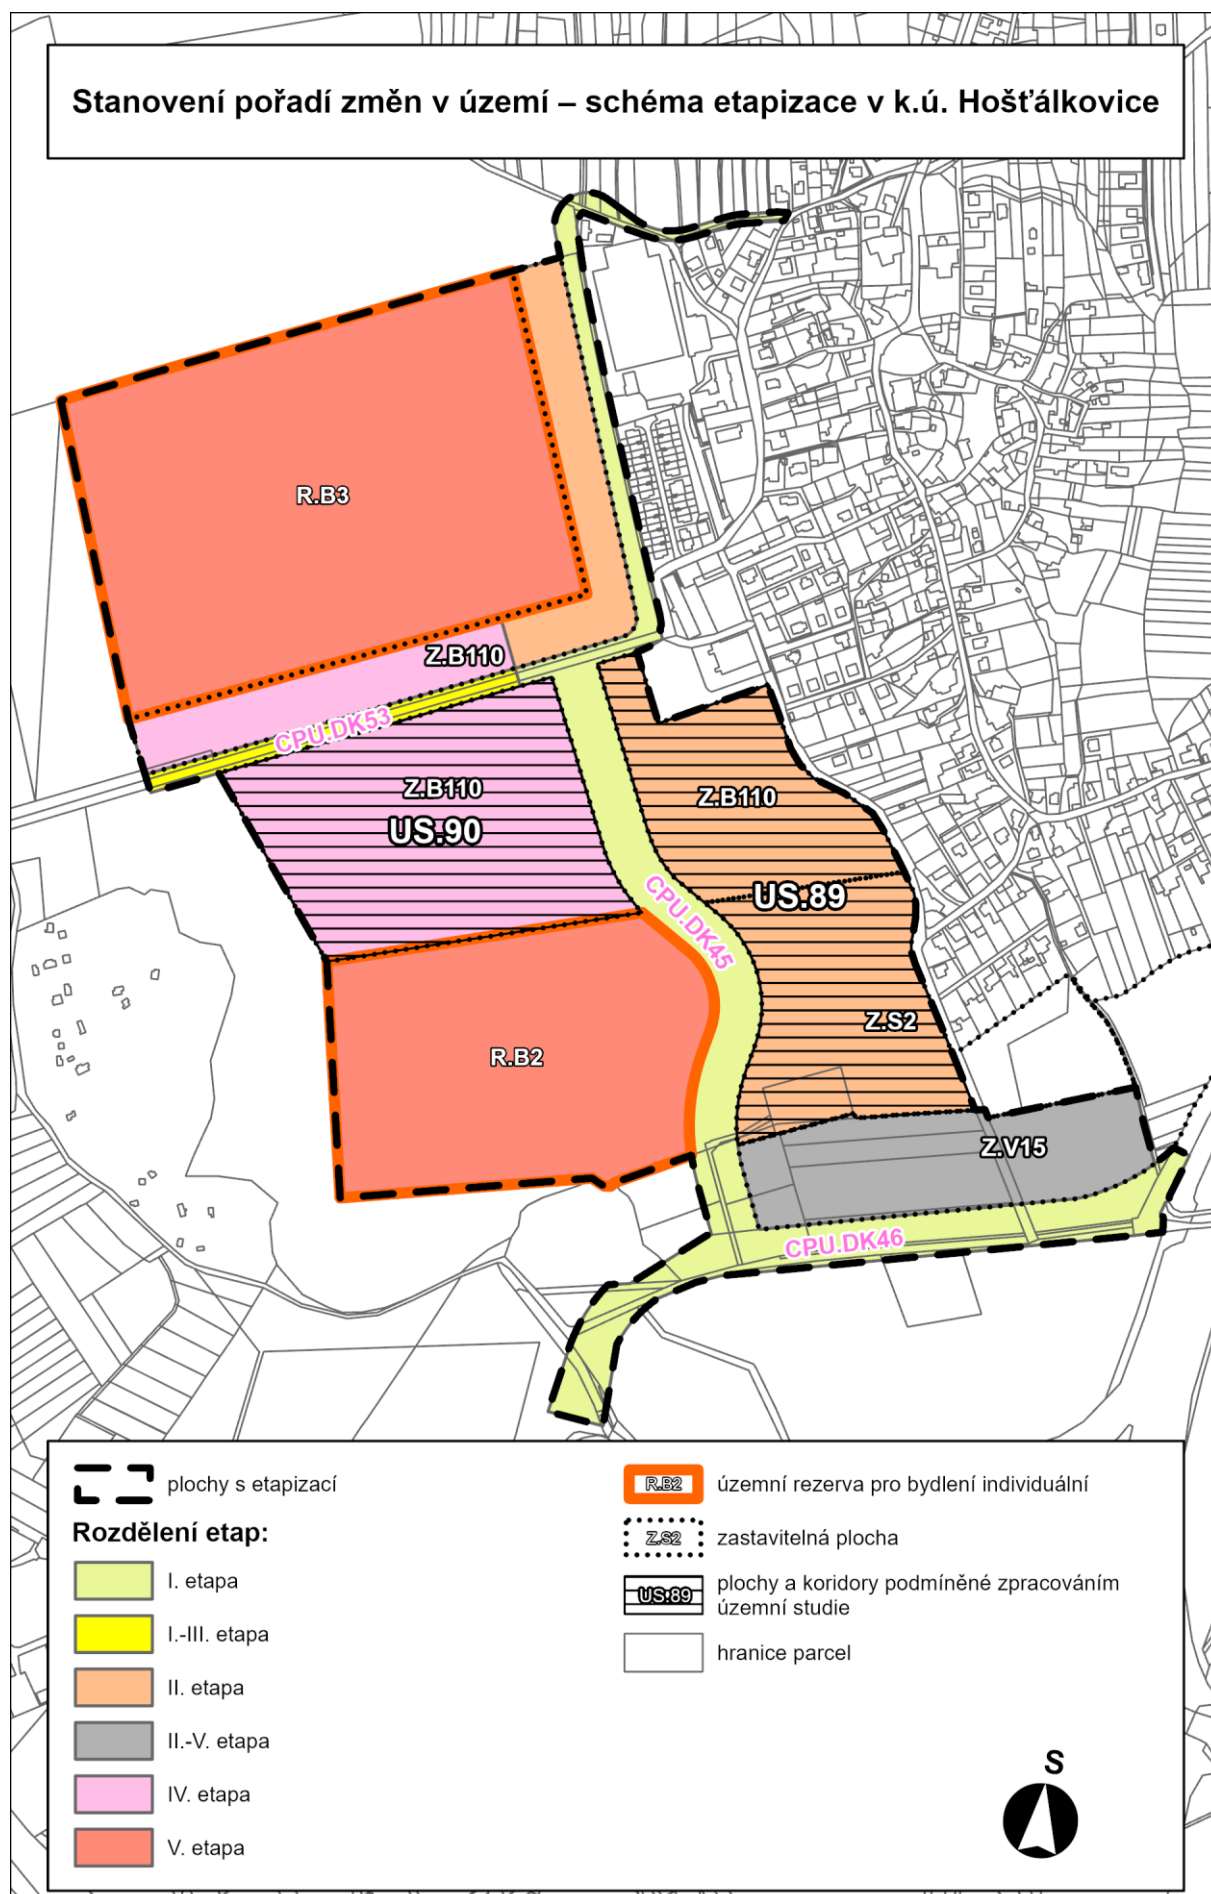 Stanovení pořadí změn v území – schéma etapizace v k.ú. Hošťálkovice
R.B3
Z.B110
CPU.DK53
Z.B110
US.90
Z.B110
US.89
CPU.DK45
Z.S2
R.B2
Z.V15
CPU.DK46
plochy s etapizací
Rozdělení etap:
I. etapa
I.-III. etapa
II. etapa
II.-V. etapa
IV. etapa
V. etapa
R.B2 územní rezerva pro bydlení individuální
Z.S2 zastavitelná plocha
US.89 plochy a koridory podmíněné zpracováním
územní studie
hranice parcel
S